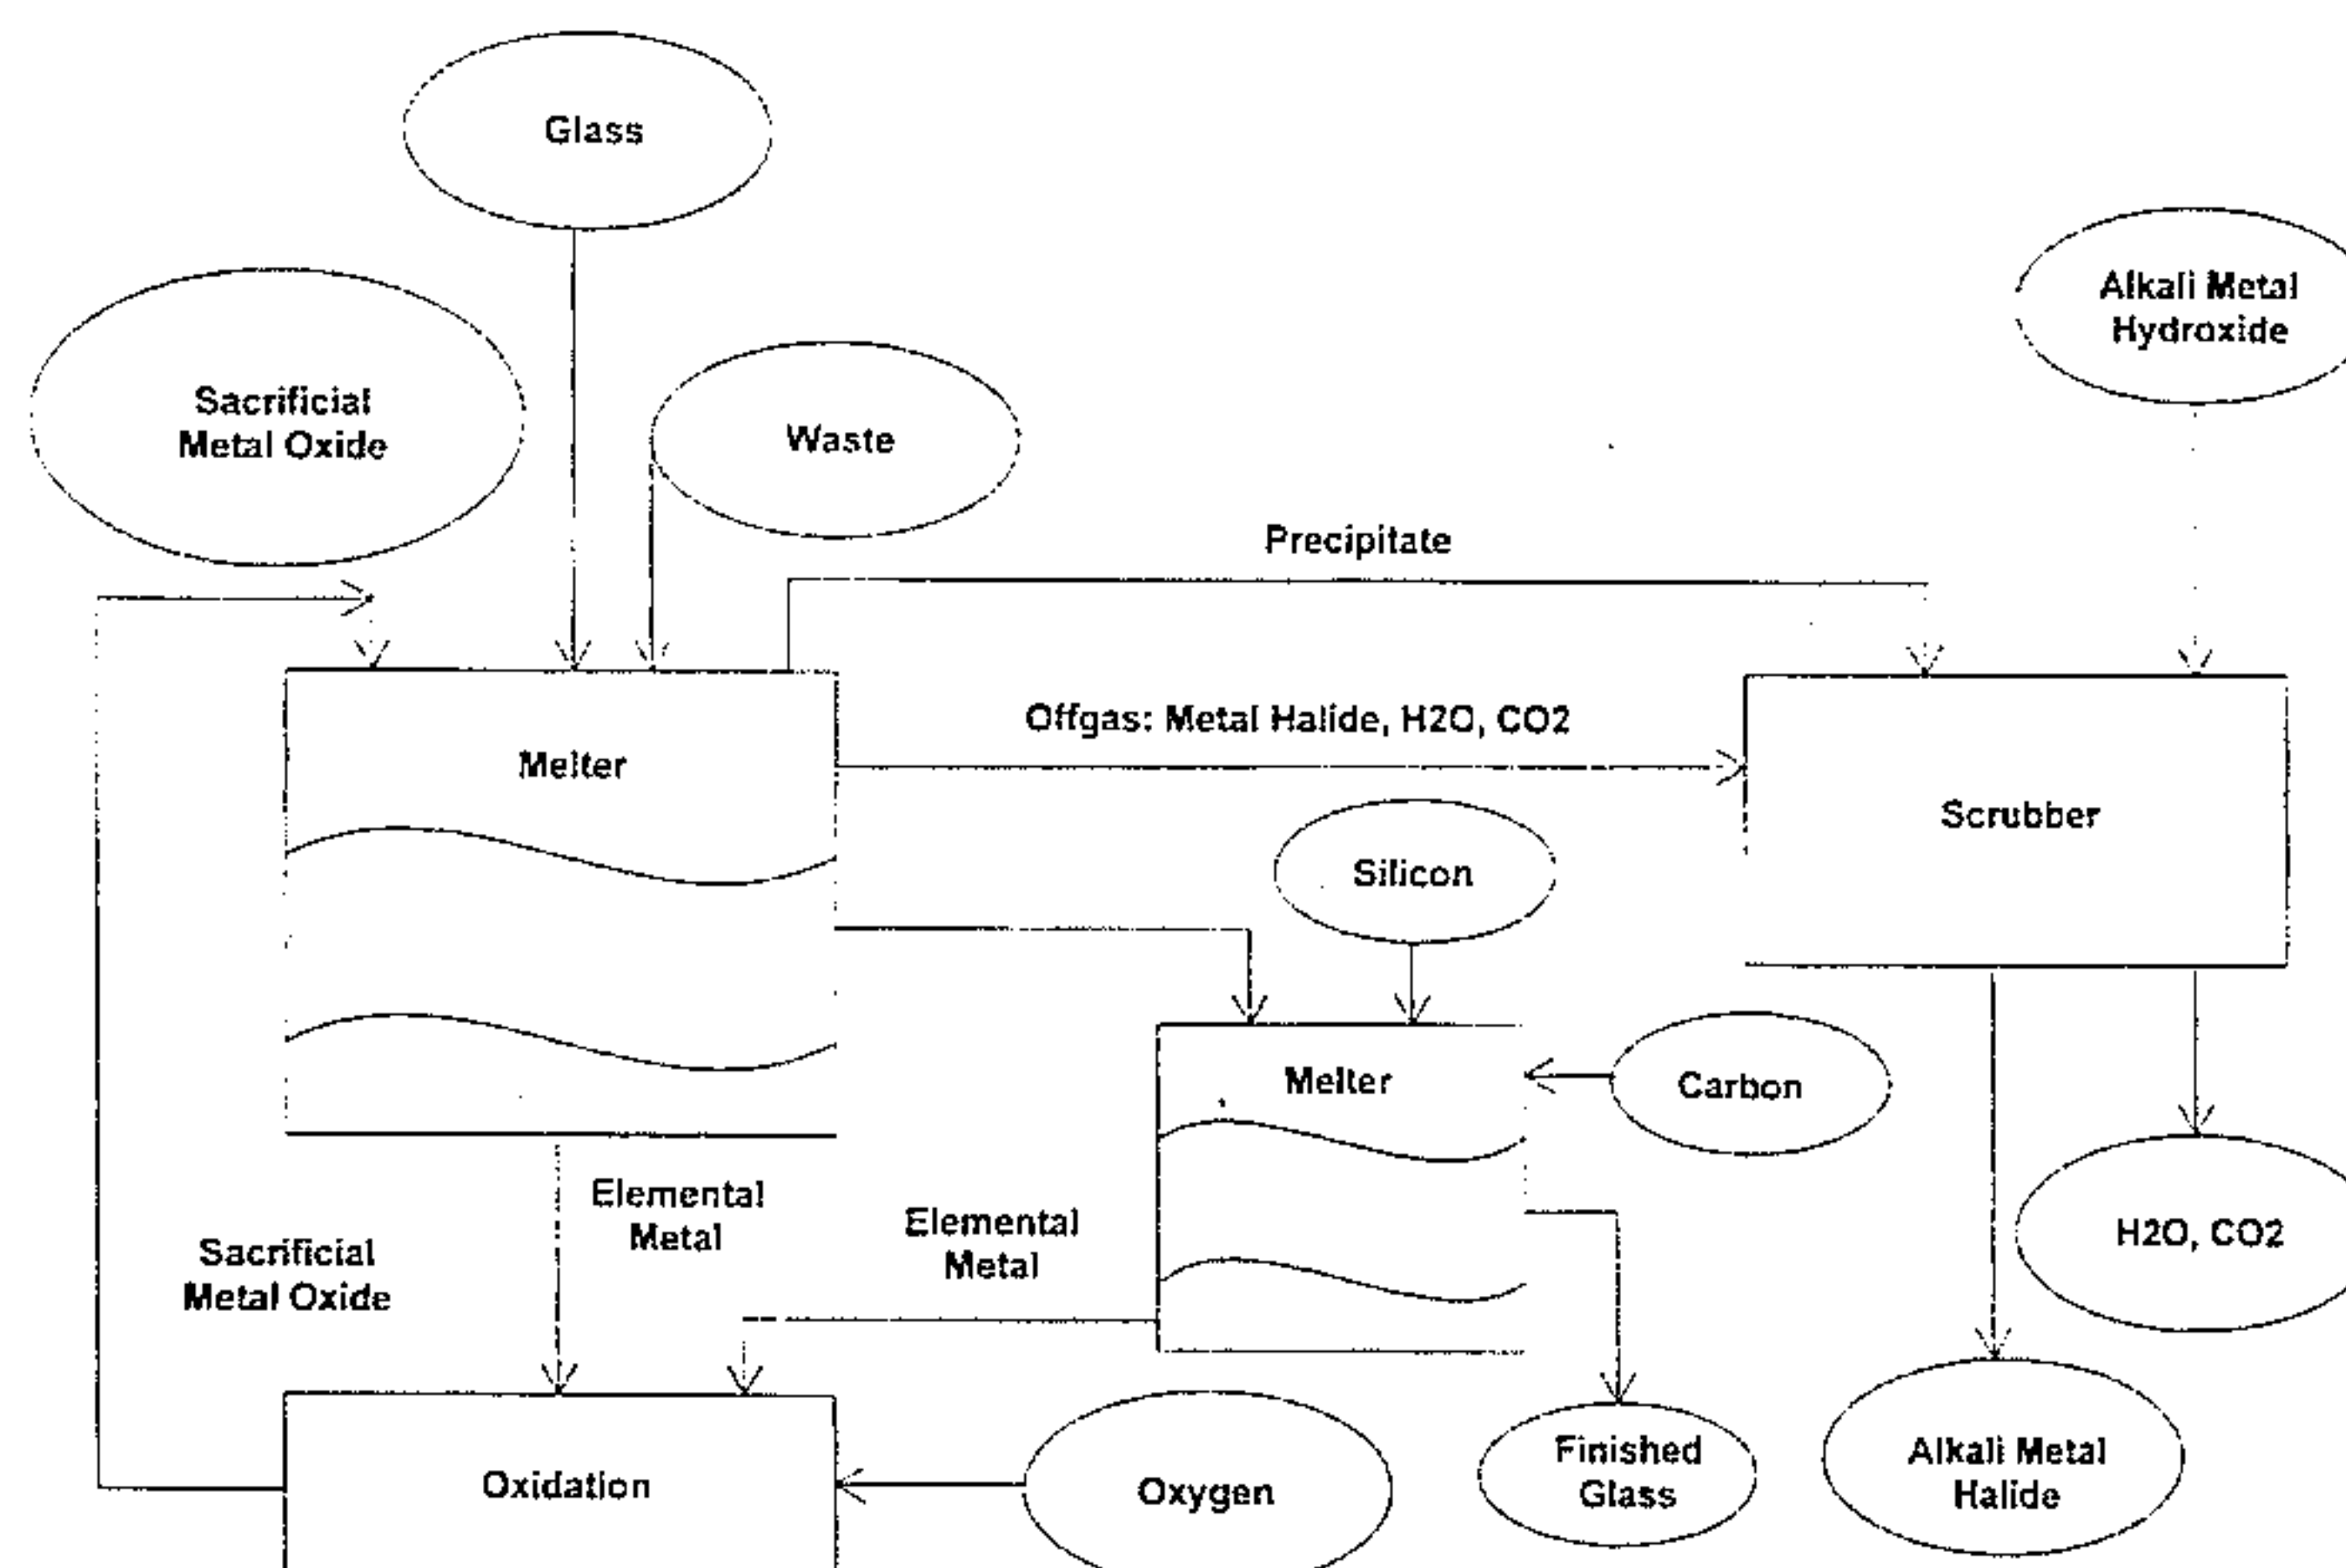 Glass
Alkali Metal
Hydroxide
Sacrificial
Metal Oxide
Waste
Precipitate
Offgas: Metal Halide, H2O, CO2
Melter
Scrubber
Silicon
Melter
Carbon
Elemental
Metal
Elemental
Metal
H2O, CO2
Sacrificial
Metal Oxide
Finished
Glass
Alkali Metal
Halide
Oxidation
Oxygen